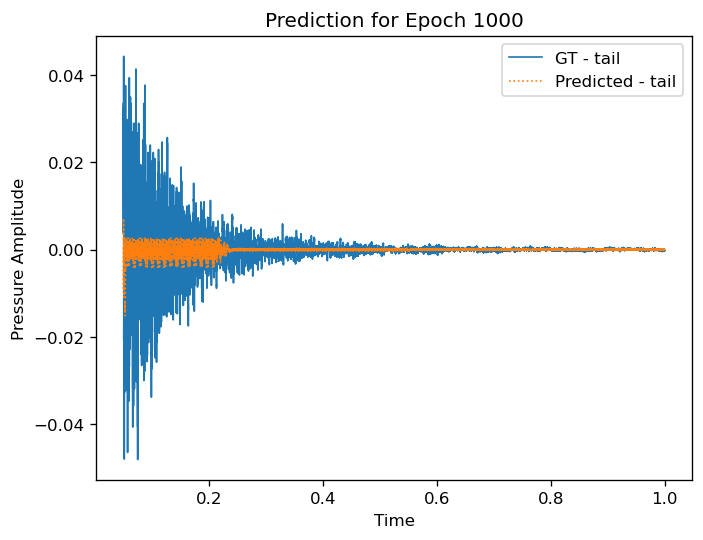 Prediction for Epoch 1000
GT - tail
Predicted - tail
Pressure Amplitude
0.04
0.02
0.00
−0.02
−0.04
0.2
0.4
0.6
0.8
1.0
Time